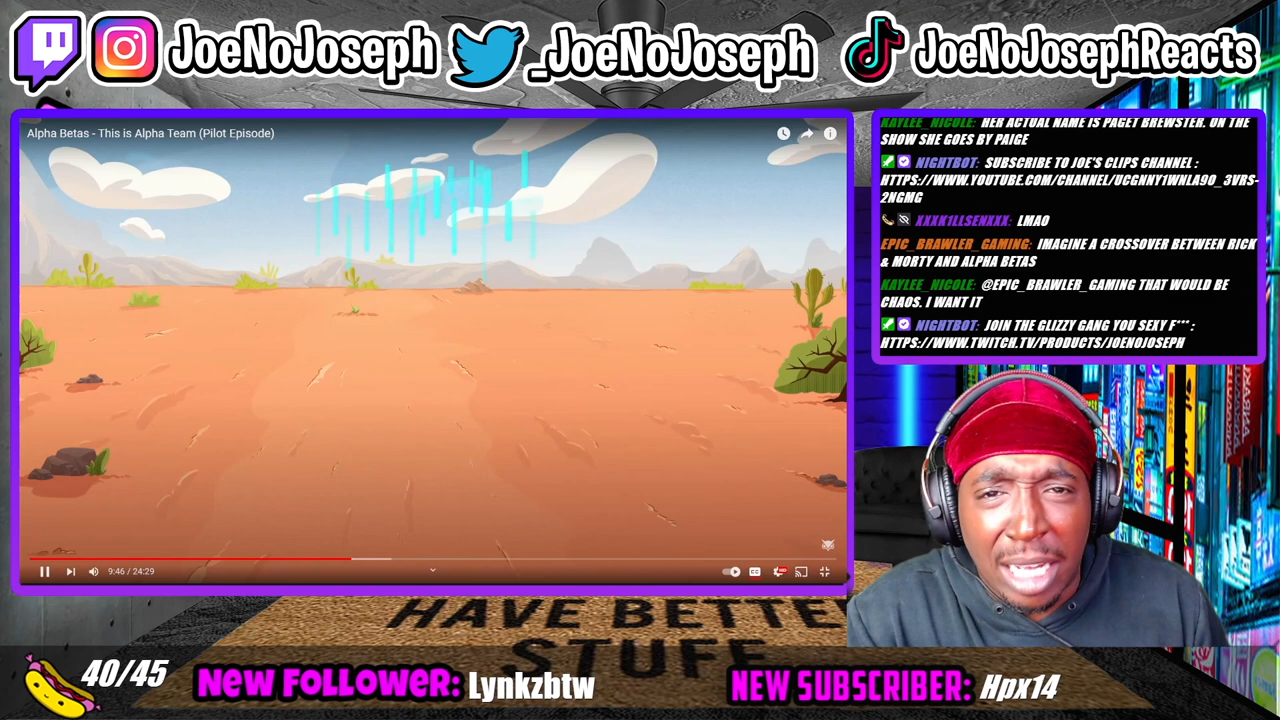 JoeNoJoseph
_JoeNoJoseph
JoeNoJosephReacts
Alpha Betas - This is Alpha Team (Pilot Episode)
KAYLEE_NICOLE: HER ACTUAL NAME IS PAGET BREWSTER. ON THE
SHOW SHE GOES BY PAIGE
NIGHTBOT: SUBSCRIBE TO JOE'S CLIPS CHANNEL :
HTTPS://WWW.YOUTUBE.COM/CHANNEL/UCGNNY1WNLA9O_3VRS-
2NGMG
XXXK1LLSENXXX: LMAO
EPIC_BRAWLER_GAMING: IMAGINE A CROSSOVER BETWEEN RICK
& MORTY AND ALPHA BETAS
KAYLEE_NICOLE: @EPIC_BRAWLER_GAMING THAT WOULD BE
CHAOS. I WANT IT
NIGHTBOT: JOIN THE GLIZZY GANG YOU SEXY F*** :
HTTPS://WWW.TWITCH.TV/PRODUCTS/JOENOJOSEPH
9:46 / 24:29
CC
HD
HAVE BETTE
STUFF
40/45
New Follower: Lynkzbtw
NEW SUBSCRIBER: Hpx14